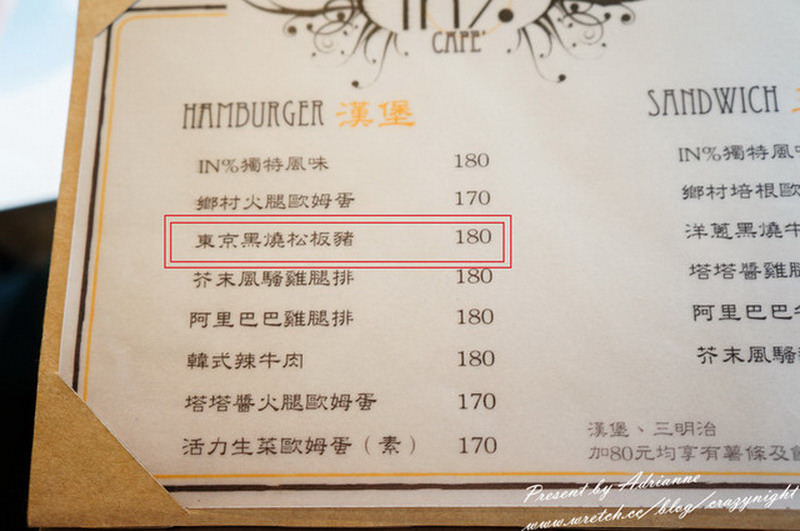 IN%
CAFE'
HAMBURGER 漢堡
IN%獨特風味 180
鄉村火腿歐姆蛋 170
東京黑燒松板豬 180
芥末風騷雞腿排 180
阿里巴巴雞腿排 180
韓式辣牛肉 180
塔塔醬火腿歐姆蛋 170
活力生菜歐姆蛋（素） 170
SANDWICH
IN%獨特風味
鄉村培根歐
洋蔥黑燒牛
塔塔醬雞腿
阿里巴巴
芥末風騷
漢堡、三明治
加80元均享有薯條及
Present by Adrianne
www.wretch.cc/blog/crazynight